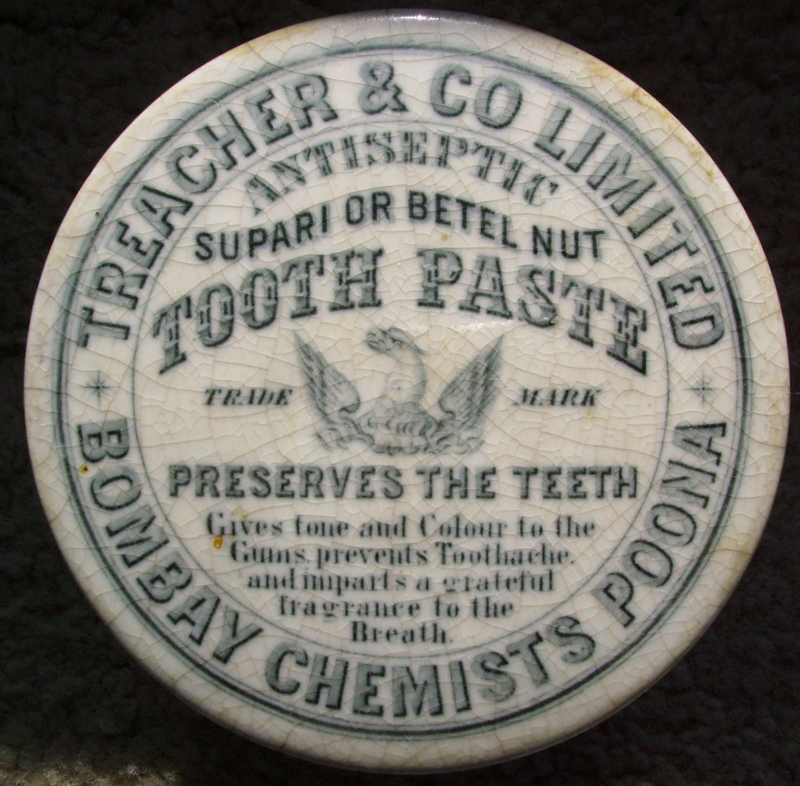 TREACHER & CO LIMITED
ANTISEPTIC
SUPARI OR BETEL NUT
TOOTH PASTE
TRADE MARK
PRESERVES THE TEETH
Gives tone and Colour to the
Gums, prevents Toothache,
and imparts a grateful
fragrance to the
Breath.
BOMBAY CHEMISTS POONA